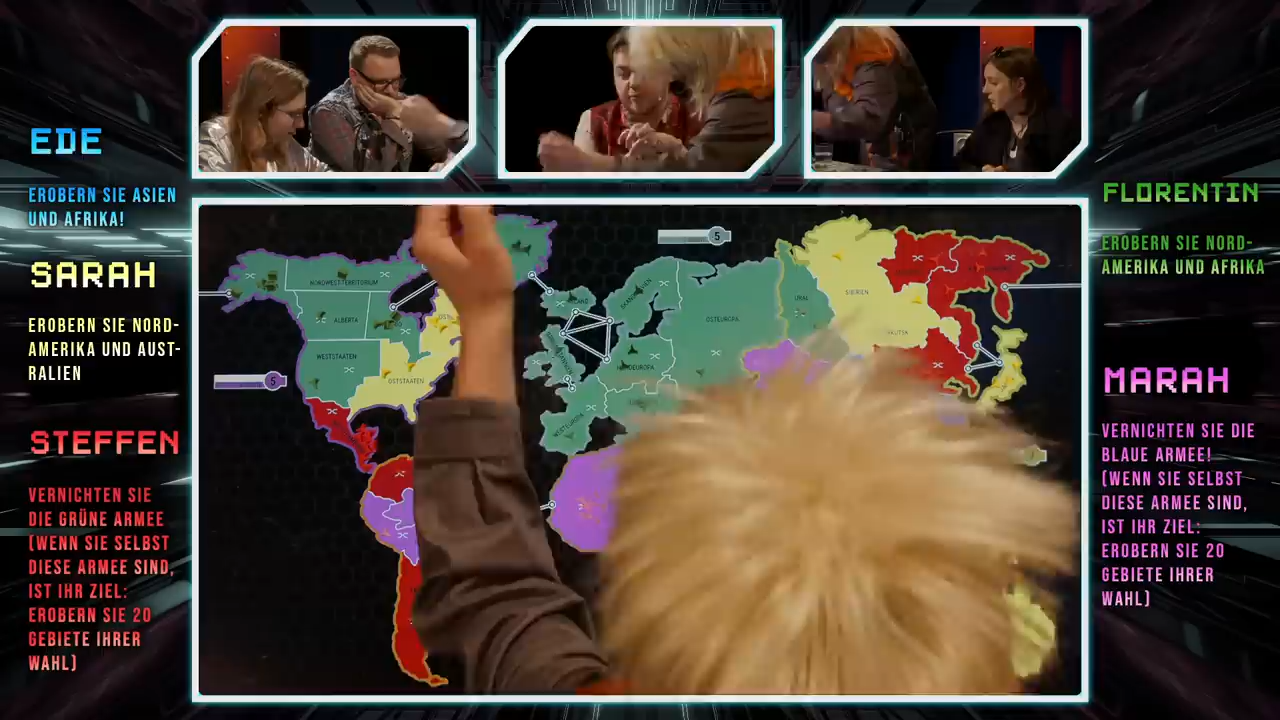 EDE
EROBERN SIE ASIEN
UND AFRIKA!
SARAH
EROBERN SIE NORD-
AMERIKA UND AUST-
RALIEN
STEFFEN
VERNICHTEN SIE
DIE GRÜNE ARMEE
(WENN SIE SELBST
DIESE ARMEE SIND,
IST IHR ZIEL:
EROBERN SIE 20
GEBIETE IHRER
WAHL)
5
NORDWEST-TERRITORIUM
ALBERTA
WESTSTAATEN
OSTSTAATEN
5
SKANDINAVIEN
URAL
SIBIRIEN
OSTEUROPA
WESTEUROPA
FLORENTIN
EROBERN SIE NORD-
AMERIKA UND AFRIKA
MARAH
VERNICHTEN SIE DIE
BLAUE ARMEE!
(WENN SIE SELBST
DIESE ARMEE SIND,
IST IHR ZIEL:
EROBERN SIE 20
GEBIETE IHRER
WAHL)